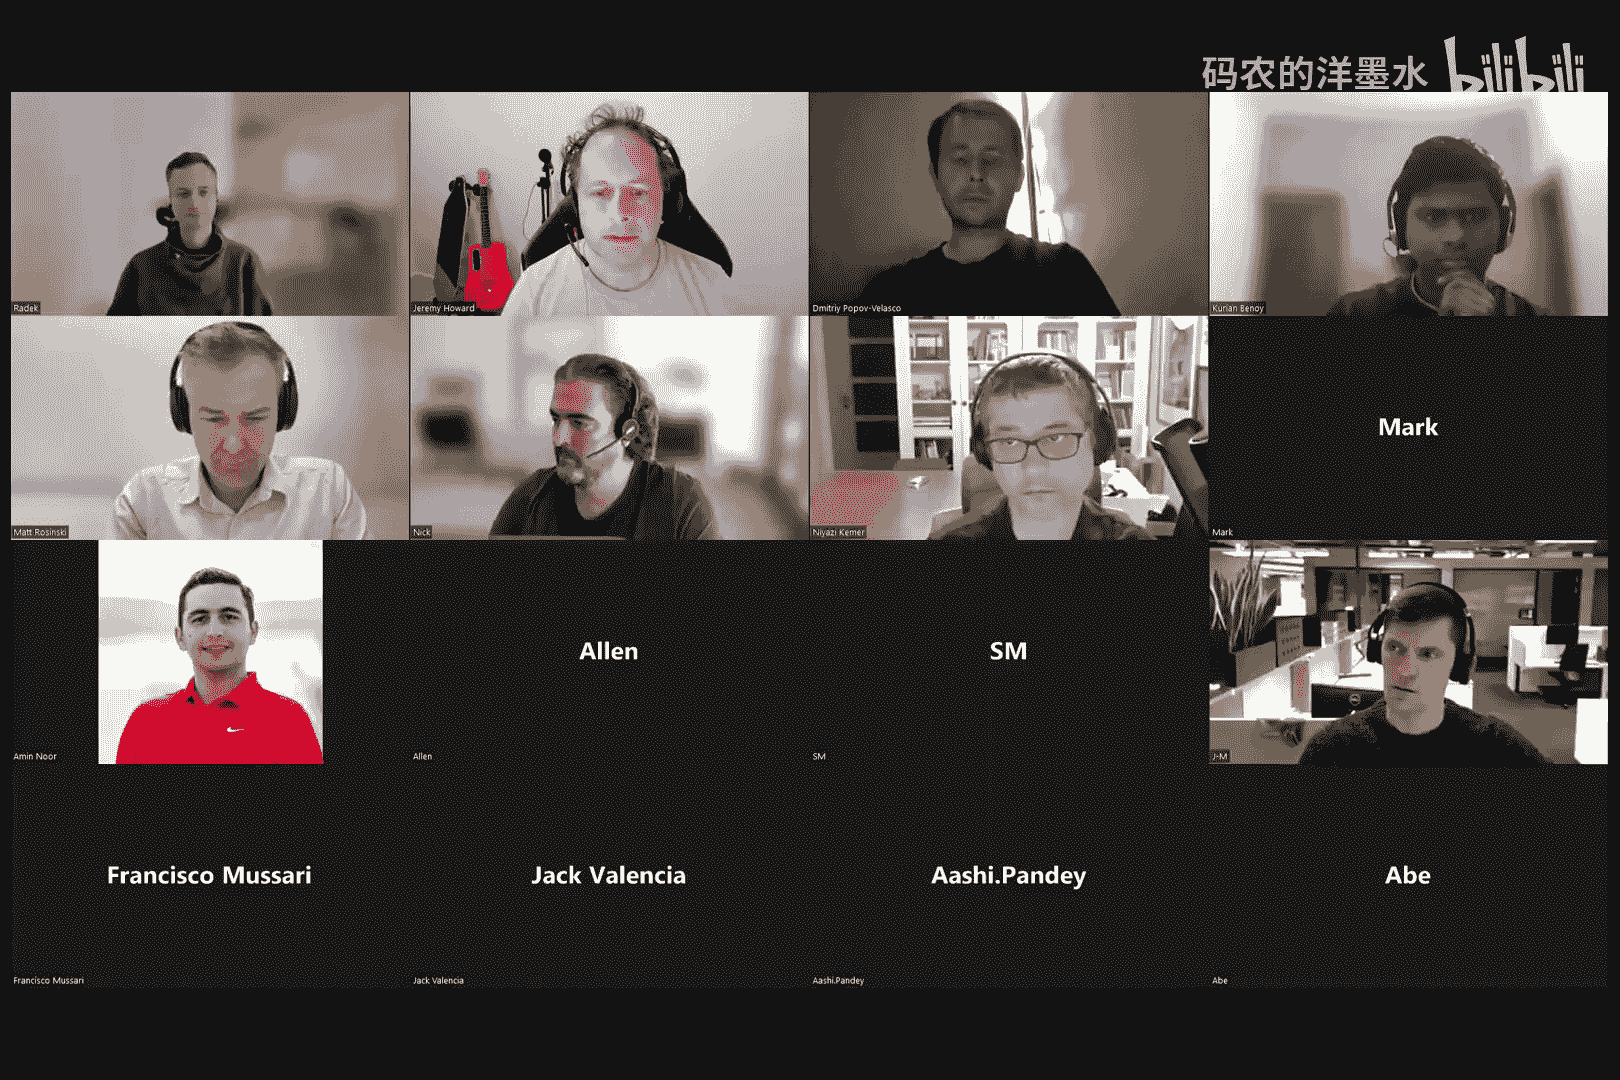 码农的洋墨水 bilibili
Radek
Jeremy Howard
Dmitriy Popov-Velasco
Kurian Benoy
Matt Rosinski
Nick
Niyazi Kemer
Mark
Mark
Amin Noor
Allen
Allen
SM
SM
J-M
Francisco Mussari
Francisco Mussari
Jack Valencia
Jack Valencia
Aashi.Pandey
Aashi.Pandey
Abe
Abe